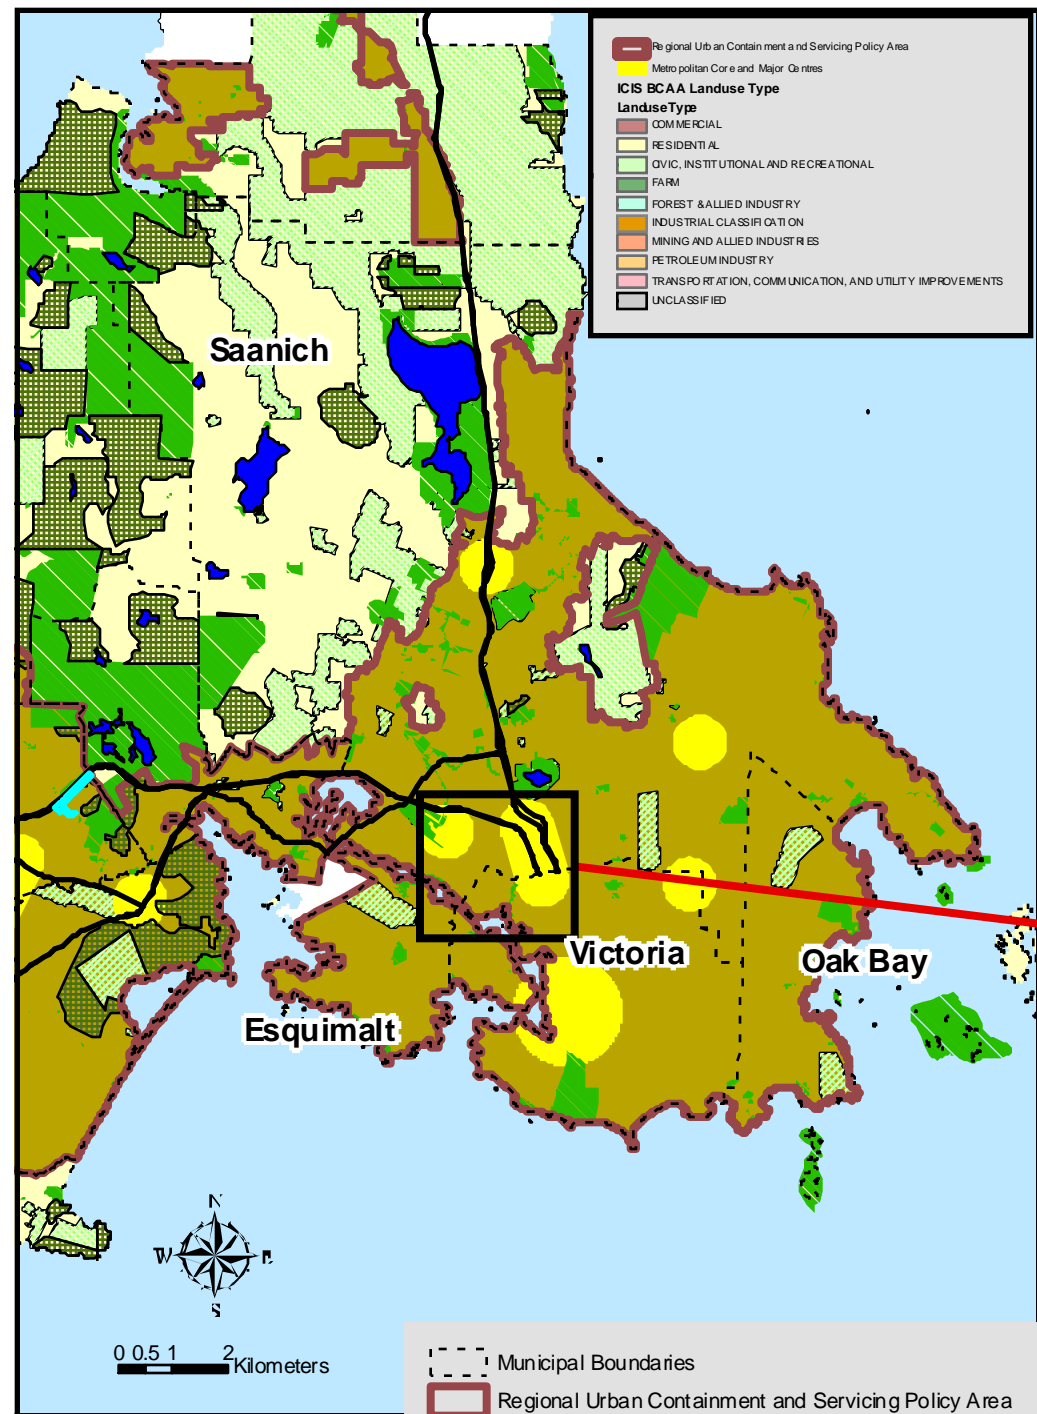 Regional Urban Containment and Servicing Policy Area
Metropolitan Core and Major Centres
ICIS BCAA Landuse Type
LanduseType
COMMERCIAL
RESIDENTIAL
CIVIC, INSTITUTIONAL AND RECREATIONAL
FARM
FOREST & ALLIED INDUSTRY
INDUSTRIAL CLASSIFICATION
MINING AND ALLIED INDUSTRIES
PETROLEUM INDUSTRY
TRANSPORTATION, COMMUNICATION, AND UTILITY IMPROVEMENTS
UNCLASSIFIED
Saanich
Victoria
Oak Bay
Esquimalt
N
W E
S
0 0.5 1 2
Kilometers
Municipal Boundaries
Regional Urban Containment and Servicing Policy Area